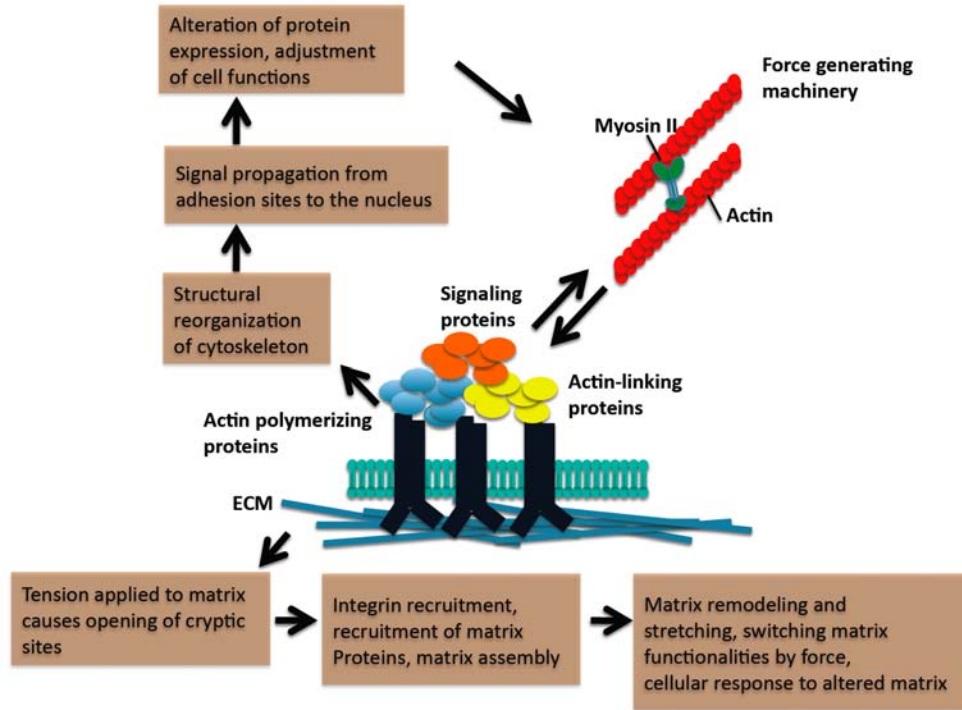 Alteration of protein
expression, adjustment
of cell functions
Force generating
machinery
Myosin II
Signal propagation from
adhesion sites to the nucleus
Actin
Structural
reorganization
of cytoskeleton
Signaling
proteins
Actin-linking
proteins
Actin polymerizing
proteins
ECM
Tension applied to matrix
causes opening of cryptic
sites
Integrin recruitment,
recruitment of matrix
Proteins, matrix assembly
Matrix remodeling and
stretching, switching matrix
functionalities by force,
cellular response to altered matrix